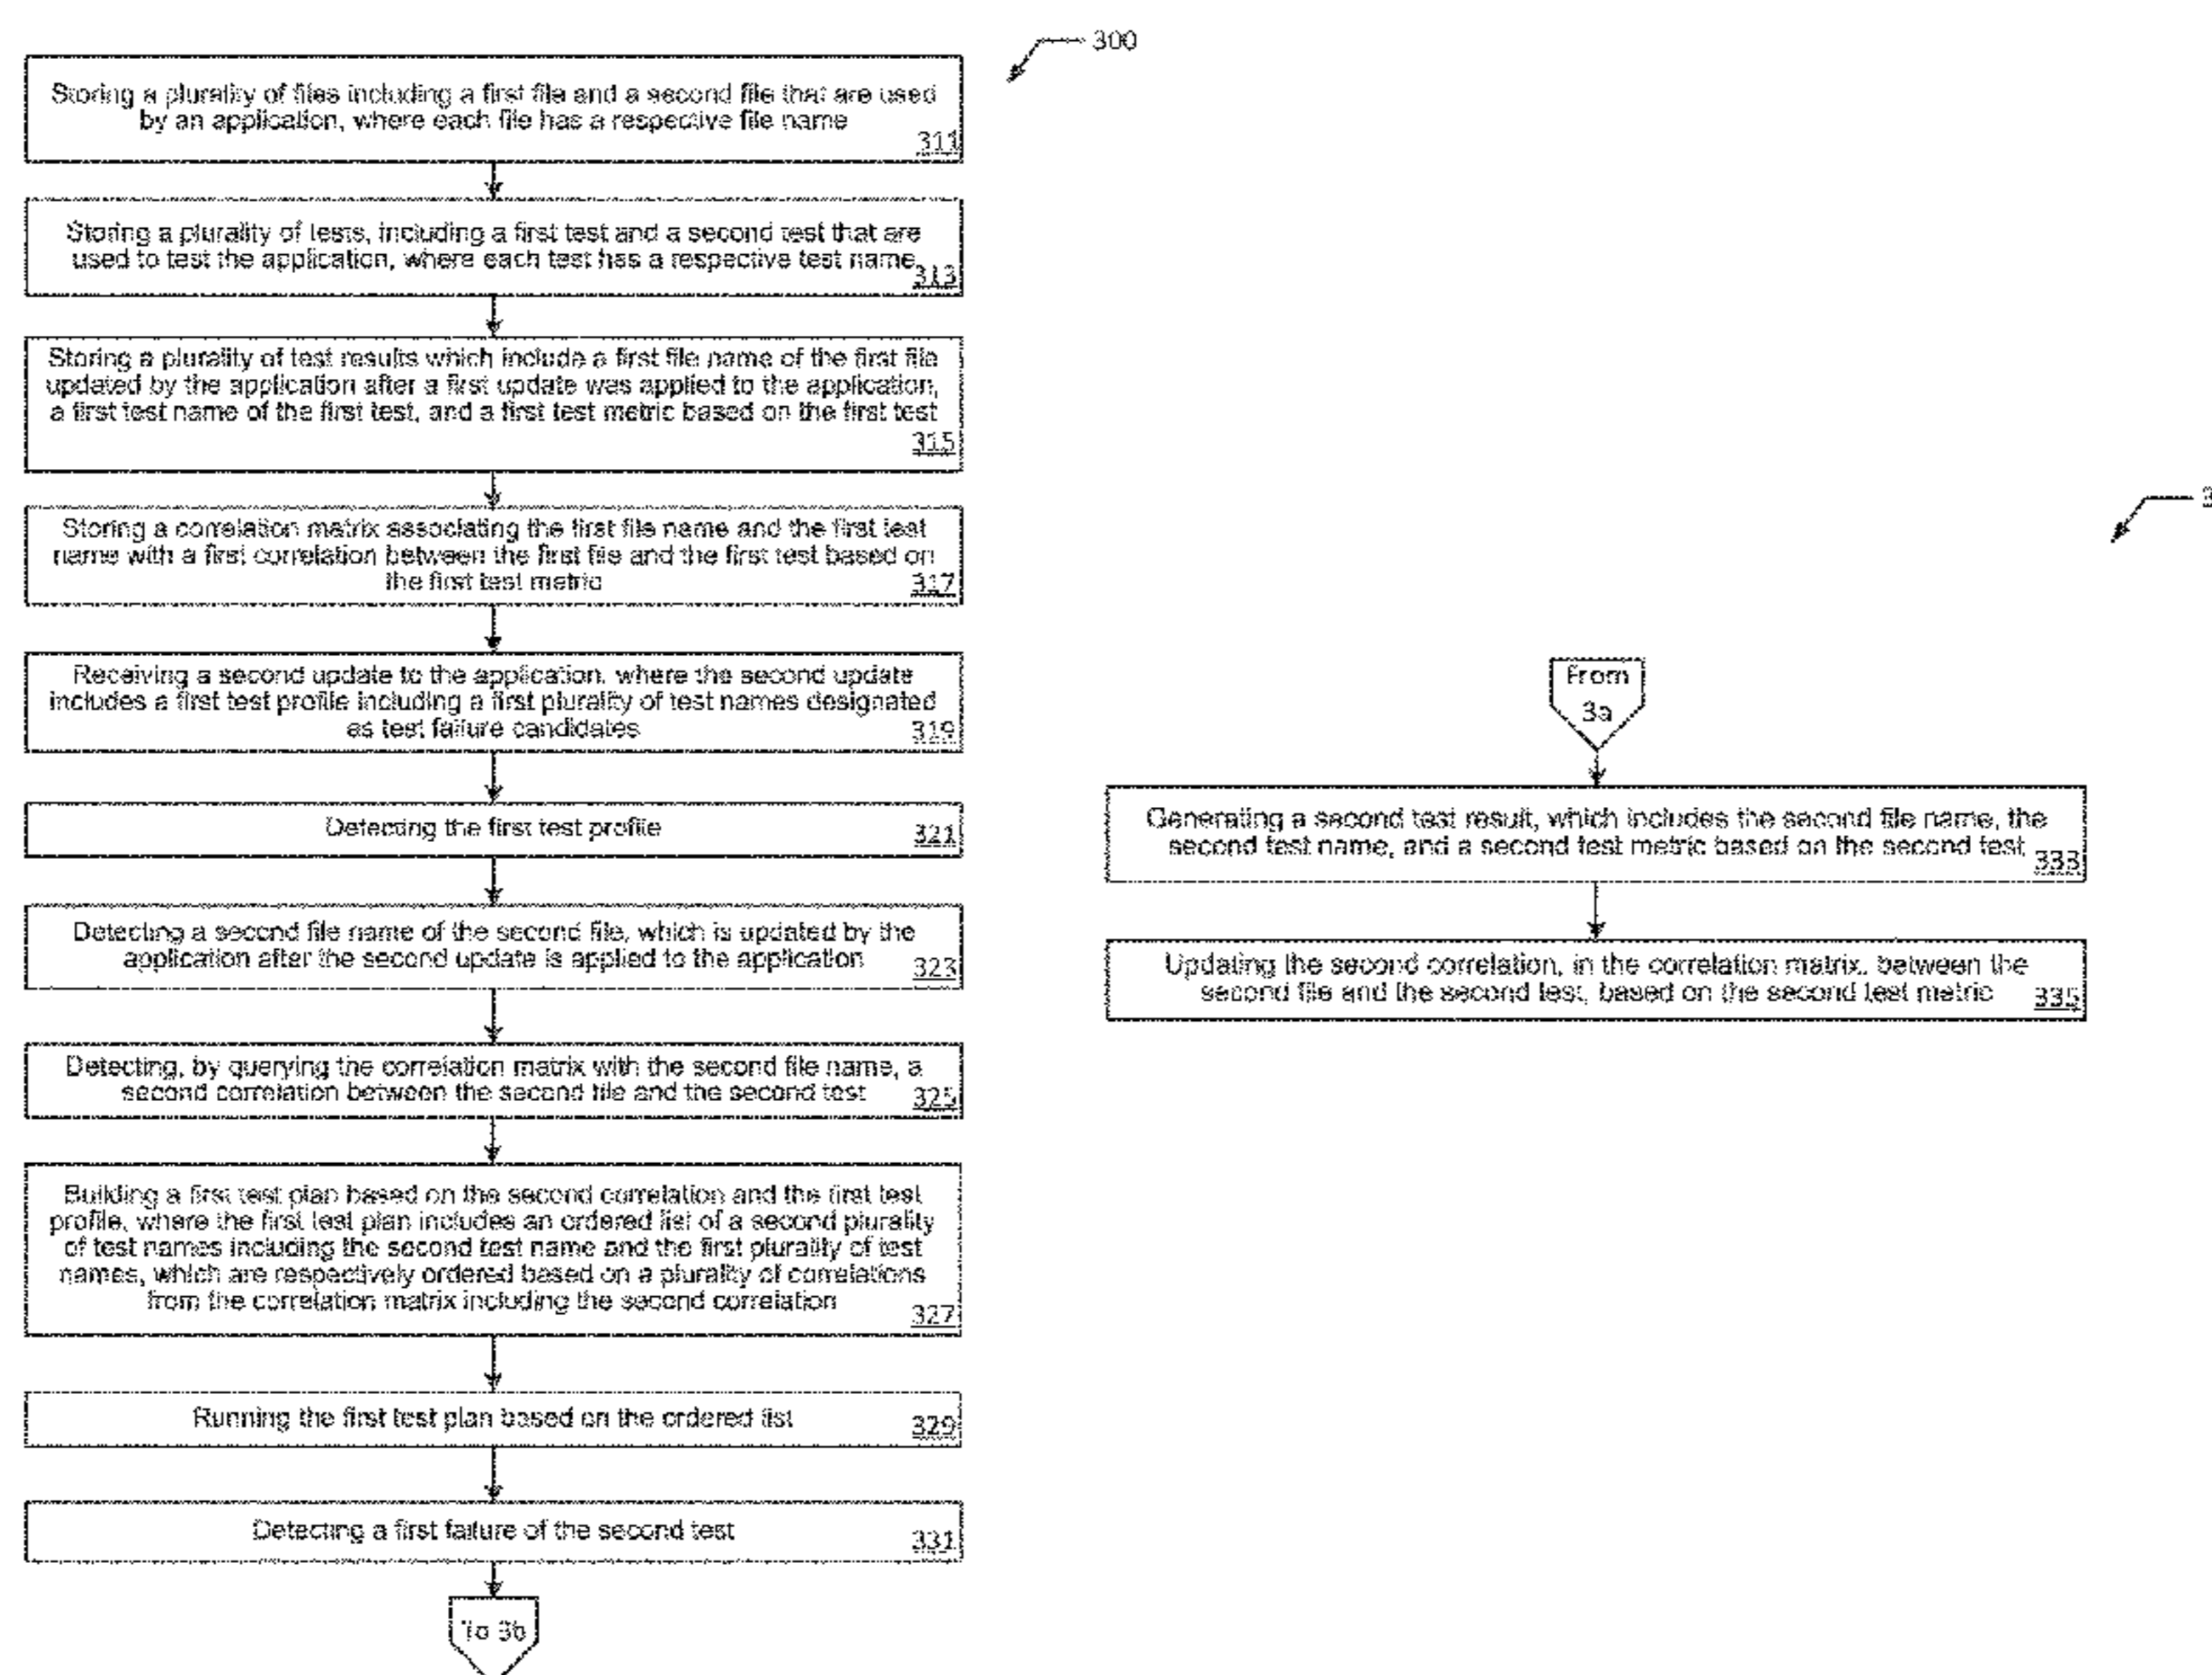 300
Storing a plurality of files including a first file and a second file that are used
by an application, where each file has a respective file name
311
Storing a plurality of tests, including a first test and a second test that are
used to test the application, where each test has a respective test name
313
Storing a plurality of test results which include a first file name of the first file
updated by the application after a first update was applied to the application,
a first test name of the first test, and a first test metric based on the first test
315
Storing a correlation matrix associating the first file name and the first test
name with a first correlation between the first file and the first test based on
the first test metric
317
Receiving a second update to the application, where the second update
includes a first test profile including a first plurality of test names designated
as test failure candidates
319
Detecting the first test profile
321
Detecting a second file name of the second file, which is updated by the
application after the second update is applied to the application
323
Detecting, by querying the correlation matrix with the second file name, a
second correlation between the second file and the second test
325
Building a first test plan based on the second correlation and the first test
profile, where the first test plan includes an ordered list of a second plurality
of test names including the second test name and the first plurality of test
names, which are respectively ordered based on a plurality of correlations
from the correlation matrix including the second correlation
327
Running the first test plan based on the ordered list
329
Detecting a first failure of the second test
331
To 3b
From
3a
Generating a second test result, which includes the second file name, the
second test name, and a second test metric based on the second test
333
Updating the second correlation, in the correlation matrix, between the
second file and the second test, based on the second test metric
335